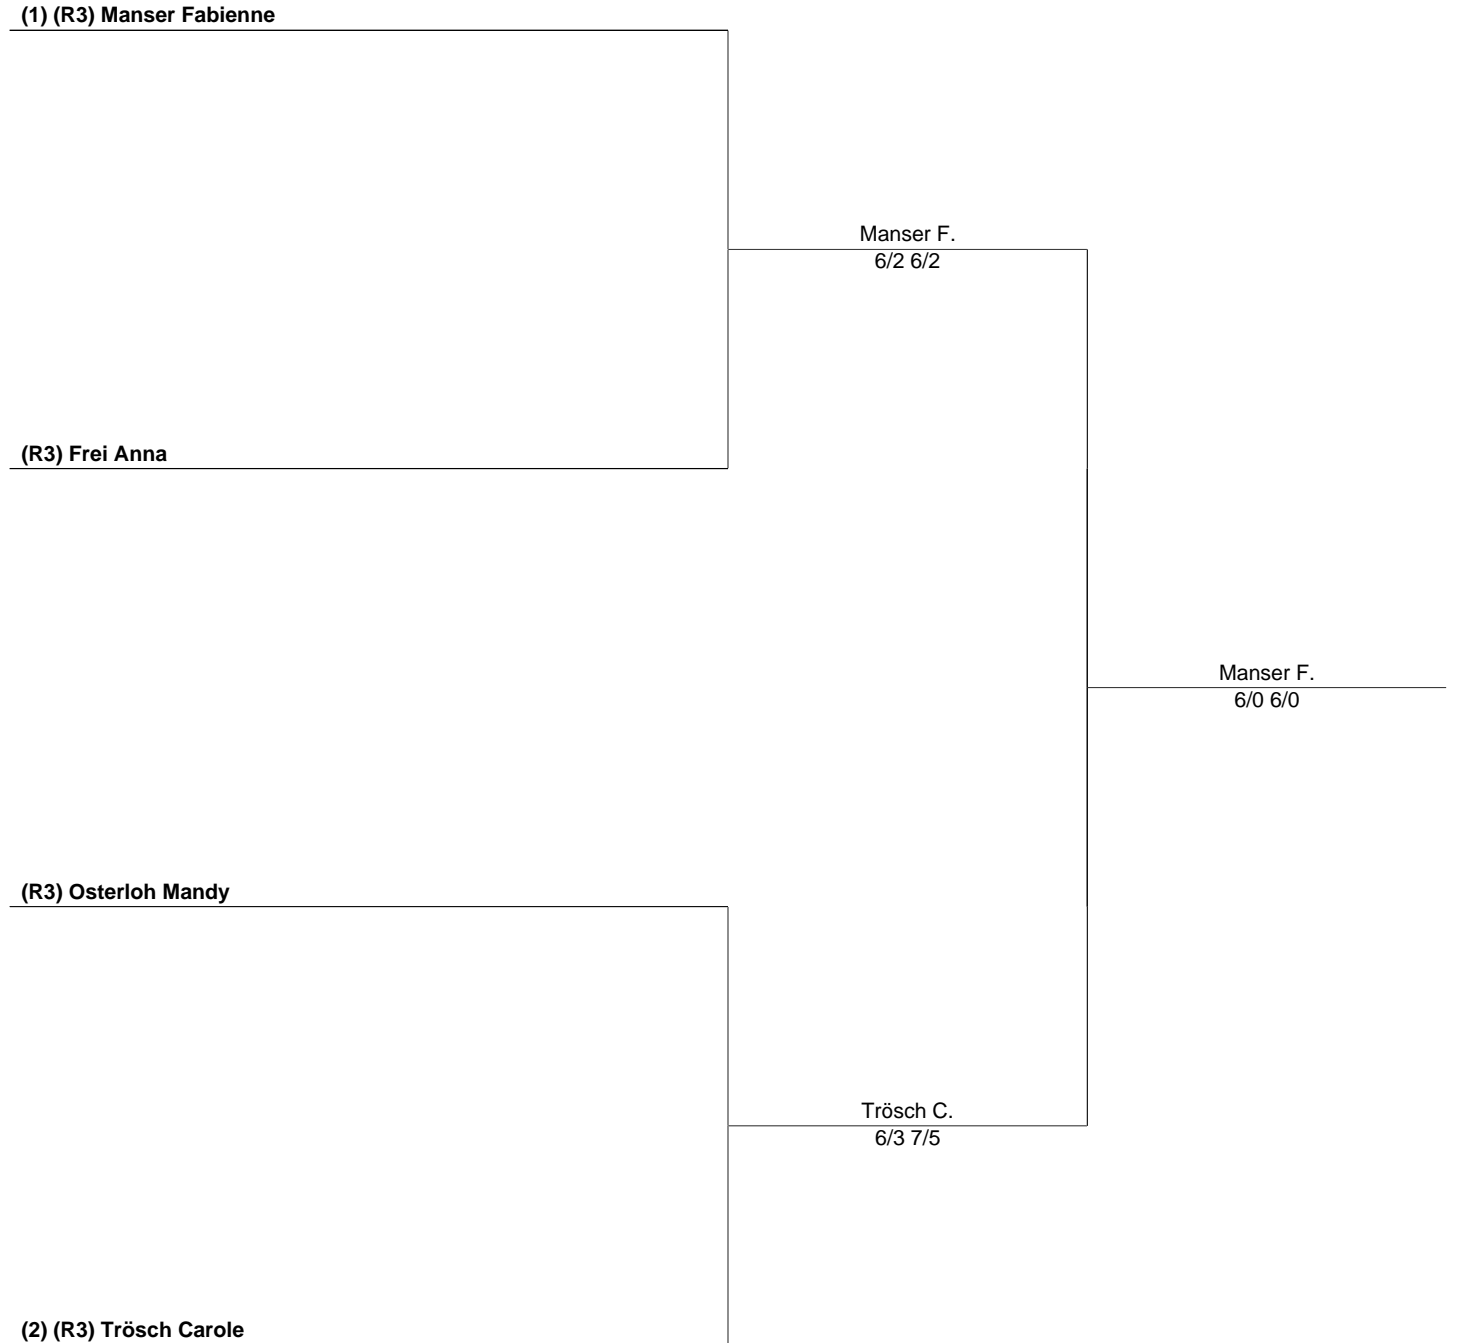 (1) (R3) Manser Fabienne
Manser F.
6/2 6/2
(R3) Frei Anna
Manser F.
6/0 6/0
(R3) Osterloh Mandy
Trösch C.
6/3 7/5
(2) (R3) Trösch Carole